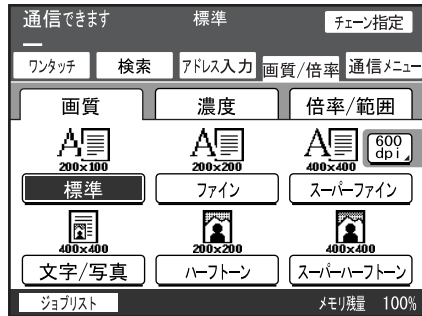 通信できます 標準 チェーン指定
ワンタッチ 検索 アドレス入力 画質/倍率 通信メニュー
画質 濃度 倍率/範囲
200×100 200×200 400×400 600 dpi
標準 ファイン スーパーファイン
400×400 200×200 400×400
文字/写真 ハーフトーン スーパーハーフトーン
ジョブリスト メモリ残量 100%